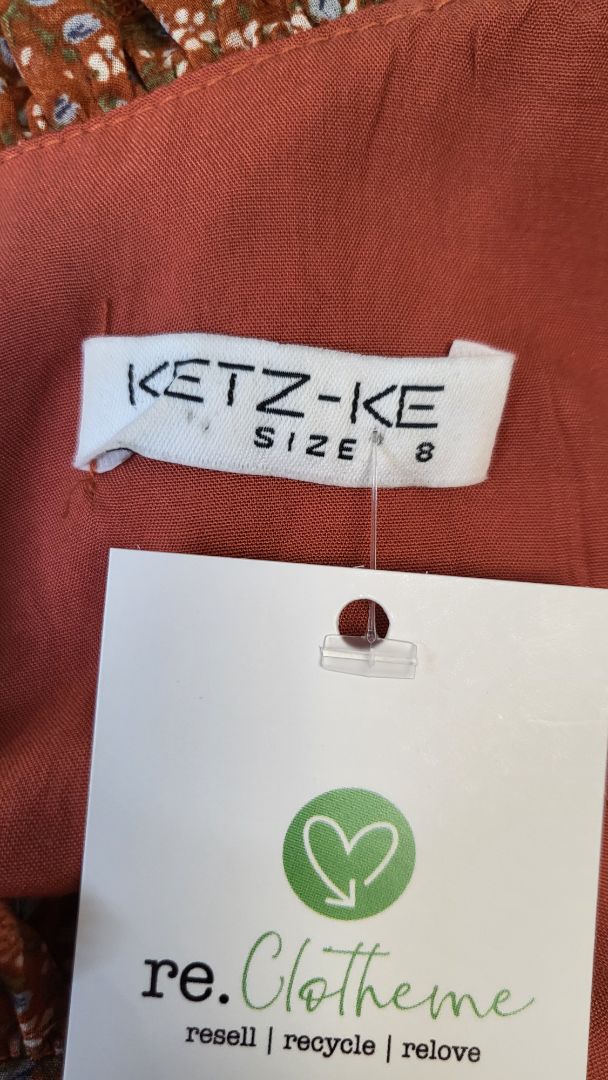 KETZ-KE
SIZE 8
re.Clotheme
resell | recycle | relove